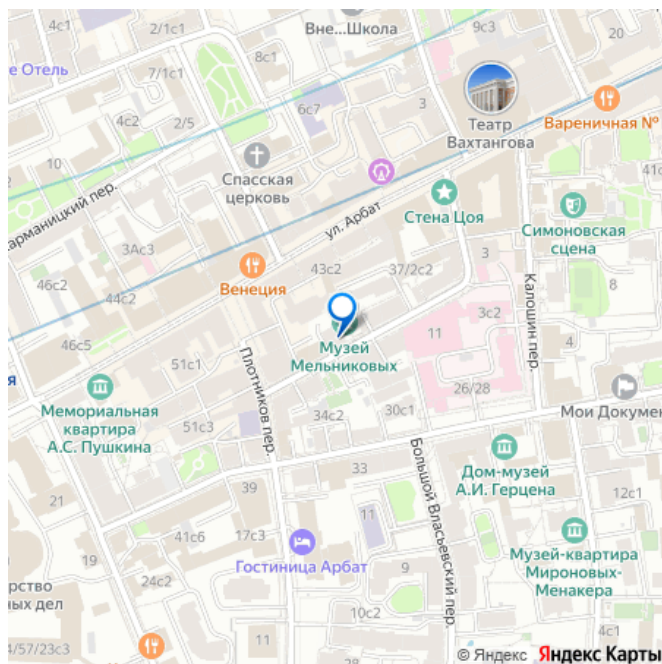 4с1
2/1с1
Вне...Школа
9с3
20
е Отель
7/1с1
8с1
6с7
3
Театр
Вахтангова
Вареничная №
4с2
2/5
10
Спасская
церковь
41с
арманицкий пер.
ул. Арбат
Стена Цоя
Симоновская
сцена
3Ас3
43с2
37/2с2
3
46с2
44с2
Венеция
Калошин пер.
8
3с2
46с5
11
4
я
51с1
Музей
Мельниковых
Плотников пер.
26/28
Мемориальная
квартира
А.С. Пушкина
51с3
34с2
30с1
Мои Докумен
Большой Власьевский пер.
33
Дом-музей
А.И. Герцена
21
39
12с1
11
41с6
17с3
Музей-квартира
Мироновых-
Менакера
19
Гостиница Арбат
9
24с2
рство
ных дел
10с2
4/57/23с3
11
4с1
© Яндекс Яндекс Карты